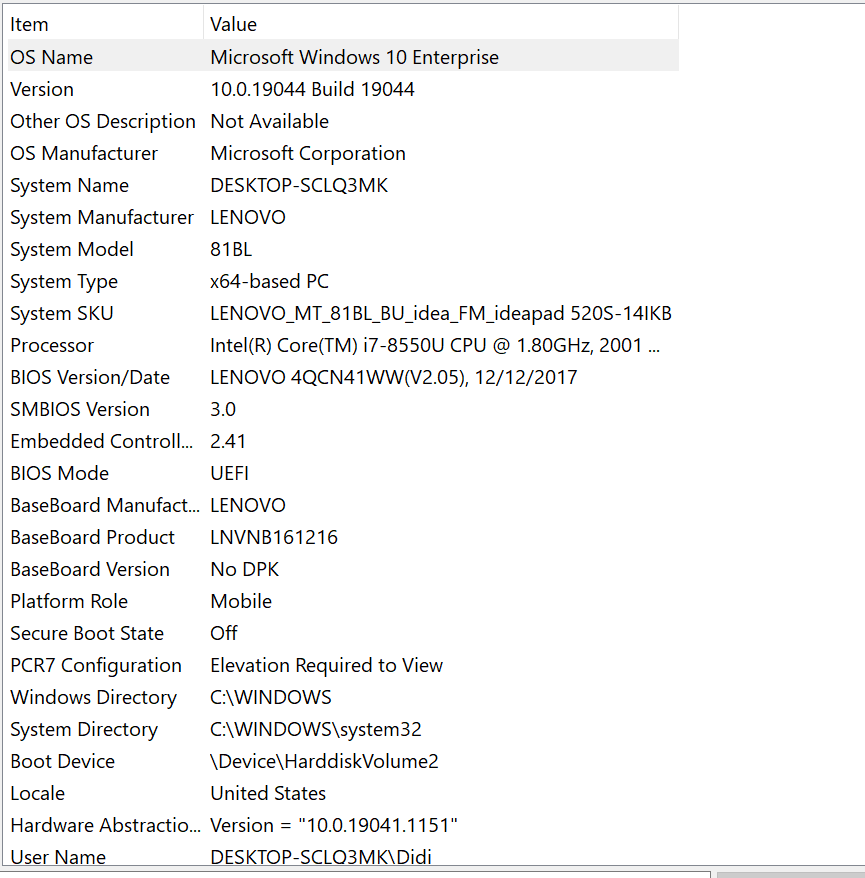 Item Value
OS Name Microsoft Windows 10 Enterprise
Version 10.0.19044 Build 19044
Other OS Description Not Available
OS Manufacturer Microsoft Corporation
System Name DESKTOP-SCLQ3MK
System Manufacturer LENOVO
System Model 81BL
System Type x64-based PC
System SKU LENOVO_MT_81BL_BU_idea_FM_ideapad 520S-14IKB
Processor Intel(R) Core(TM) i7-8550U CPU @ 1.80GHz, 2001 ...
BIOS Version/Date LENOVO 4QCN41WW(V2.05), 12/12/2017
SMBIOS Version 3.0
Embedded Controll... 2.41
BIOS Mode UEFI
BaseBoard Manufact... LENOVO
BaseBoard Product LNVNB161216
BaseBoard Version No DPK
Platform Role Mobile
Secure Boot State Off
PCR7 Configuration Elevation Required to View
Windows Directory C:\WINDOWS
System Directory C:\WINDOWS\system32
Boot Device \Device\HarddiskVolume2
Locale United States
Hardware Abstractio... Version = "10.0.19041.1151"
User Name DESKTOP-SCLQ3MK\Didi